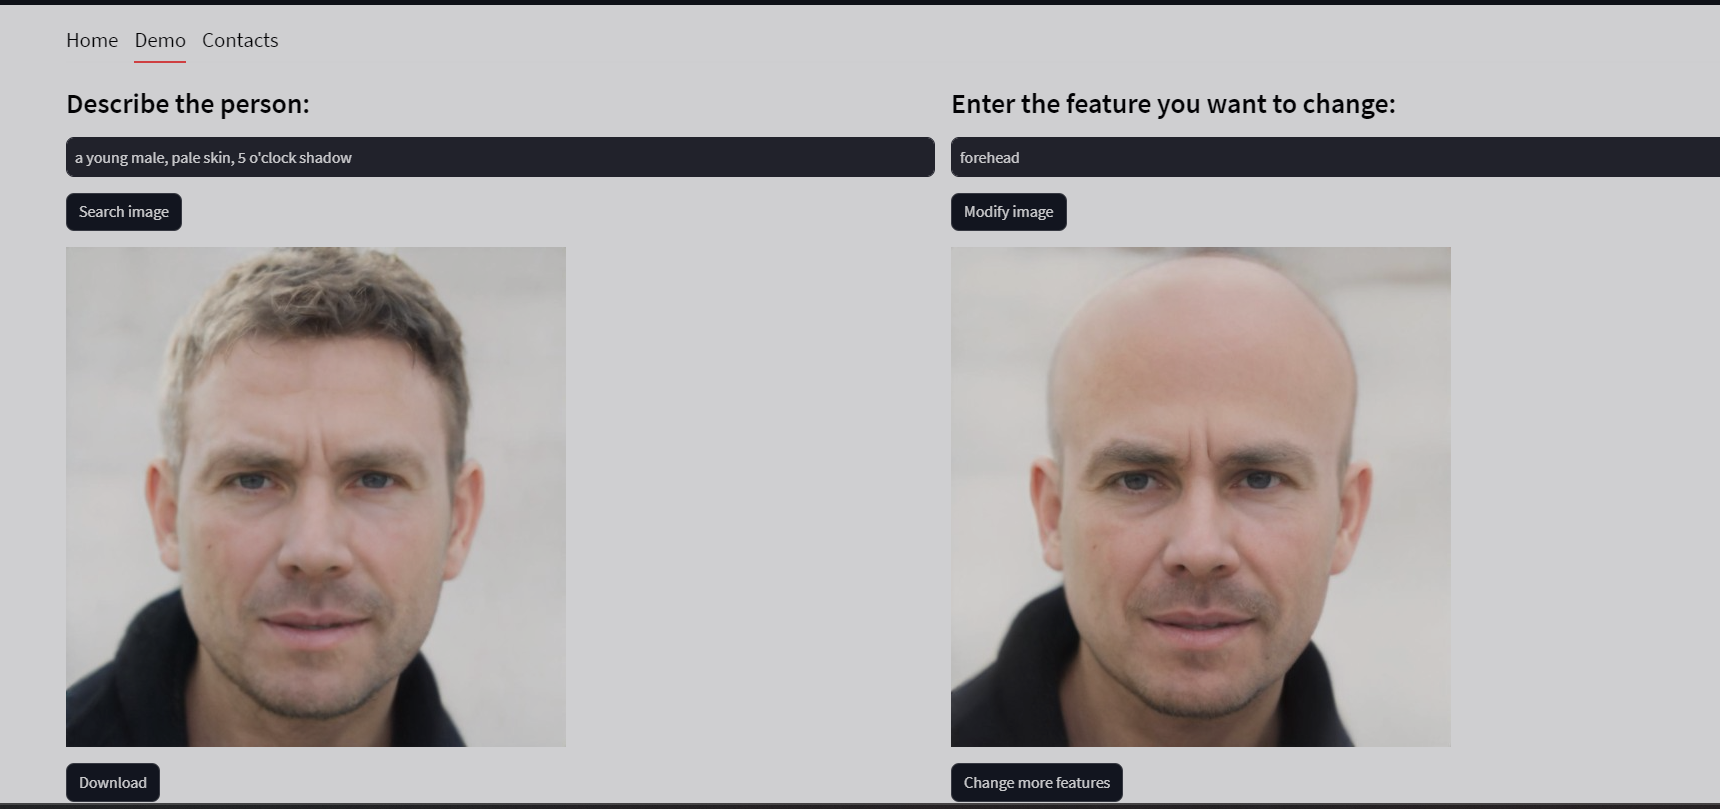 Home Demo Contacts
Describe the person:
a young male, pale skin, 5 o'clock shadow
Search image
Download
Enter the feature you want to change:
forehead
Modify image
Change more features